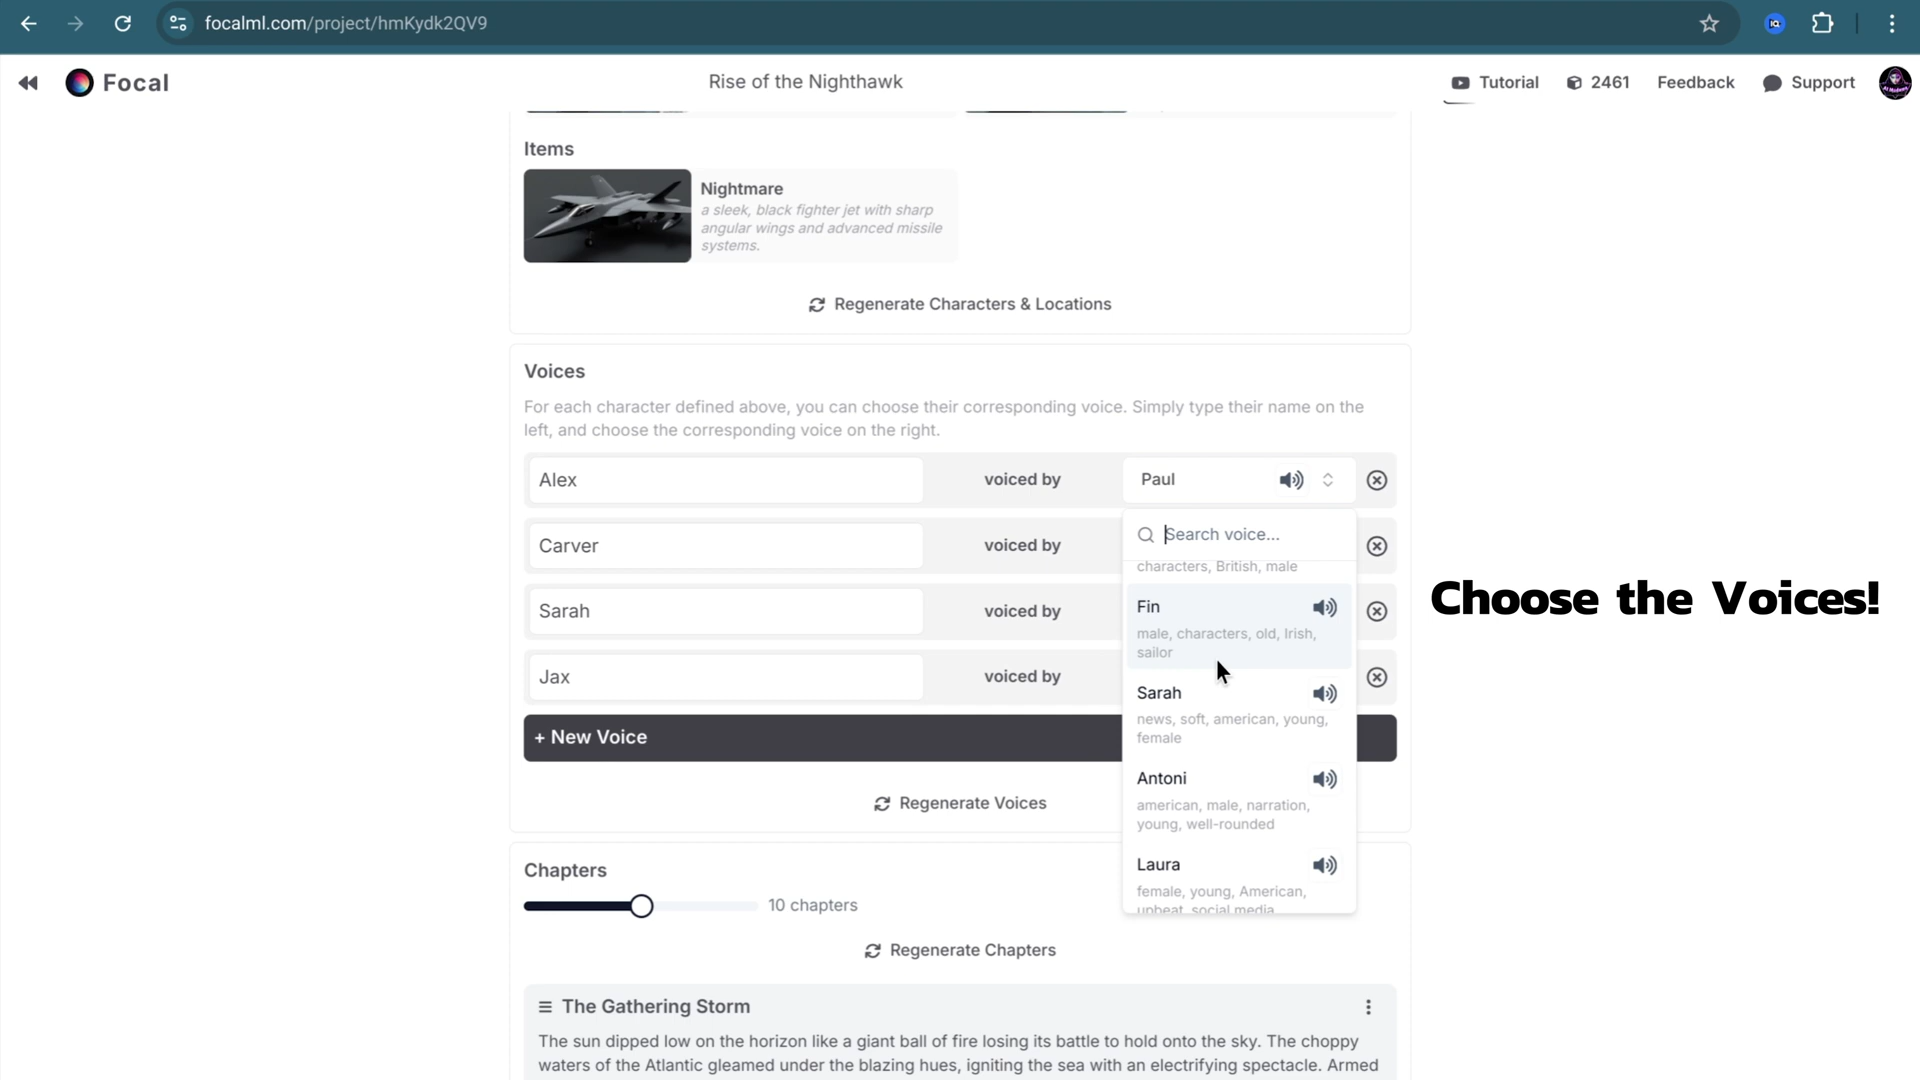 focalml.com/project/hmKydk2QV9
Focal
Rise of the Nighthawk
Tutorial
2461
Feedback
Support
Items
Nightmare
a sleek, black fighter jet with sharp
angular wings and advanced missile
systems.
Regenerate Characters & Locations
Voices
For each character defined above, you can choose their corresponding voice. Simply type their name on the
left, and choose the corresponding voice on the right.
Alex
voiced by
Paul
Search voice...
Carver
voiced by
characters, British, male
Fin
male, characters, old, Irish,
sailor
Choose the Voices!
Sarah
voiced by
Jax
voiced by
Sarah
news, soft, american, young,
female
+ New Voice
Antoni
american, male, narration,
young, well-rounded
Regenerate Voices
Laura
female, young, American,
upbeat, social media
Chapters
10 chapters
Regenerate Chapters
The Gathering Storm
The sun dipped low on the horizon like a giant ball of fire losing its battle to hold onto the sky. The choppy
waters of the Atlantic gleamed under the blazing hues, igniting the sea with an electrifying spectacle. Armed